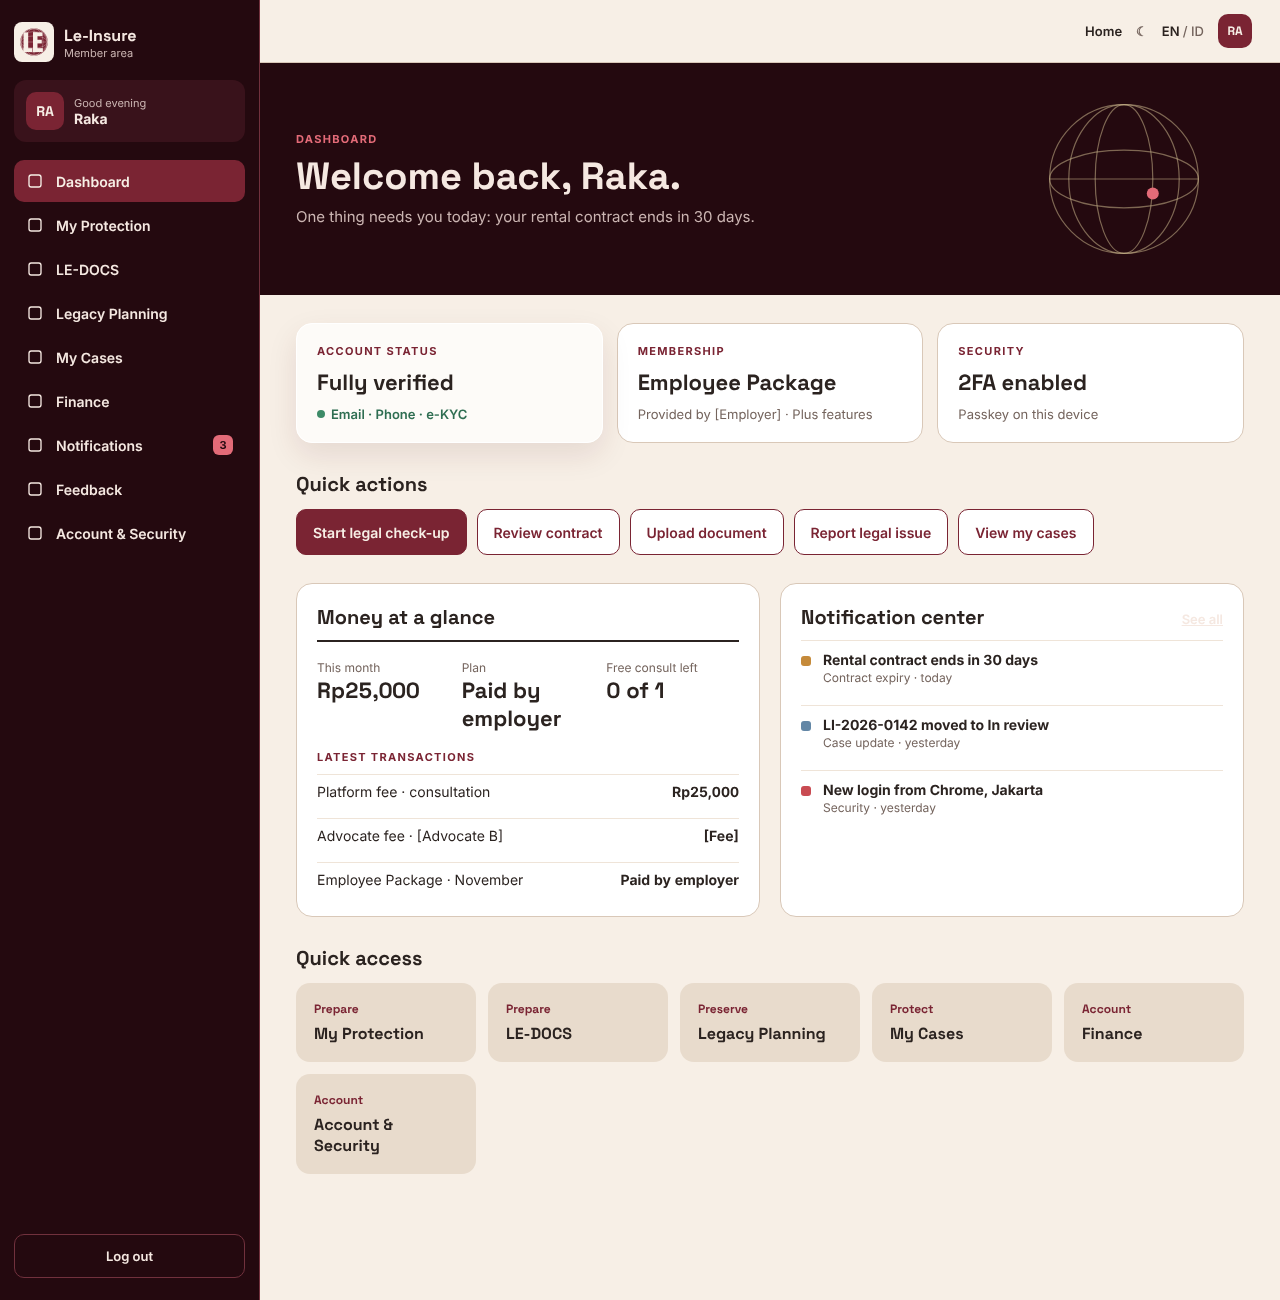 LE
Le-Insure
Member area
RA
Good evening
Raka
Dashboard
My Protection
LE-DOCS
Legacy Planning
My Cases
Finance
Notifications
3
Feedback
Account & Security
Log out
Home
EN / ID
RA
DASHBOARD
Welcome back, Raka.
One thing needs you today: your rental contract ends in 30 days.
ACCOUNT STATUS
Fully verified
Email · Phone · e-KYC
MEMBERSHIP
Employee Package
Provided by [Employer] · Plus features
SECURITY
2FA enabled
Passkey on this device
Quick actions
Start legal check-up
Review contract
Upload document
Report legal issue
View my cases
Money at a glance
This month
Rp25,000
Plan
Paid by
employer
Free consult left
0 of 1
LATEST TRANSACTIONS
Platform fee · consultation Rp25,000
Advocate fee · [Advocate B] [Fee]
Employee Package · November Paid by employer
Notification center
See all
Rental contract ends in 30 days
Contract expiry · today
LI-2026-0142 moved to In review
Case update · yesterday
New login from Chrome, Jakarta
Security · yesterday
Quick access
Prepare
My Protection
Prepare
LE-DOCS
Preserve
Legacy Planning
Protect
My Cases
Account
Finance
Account
Account &
Security